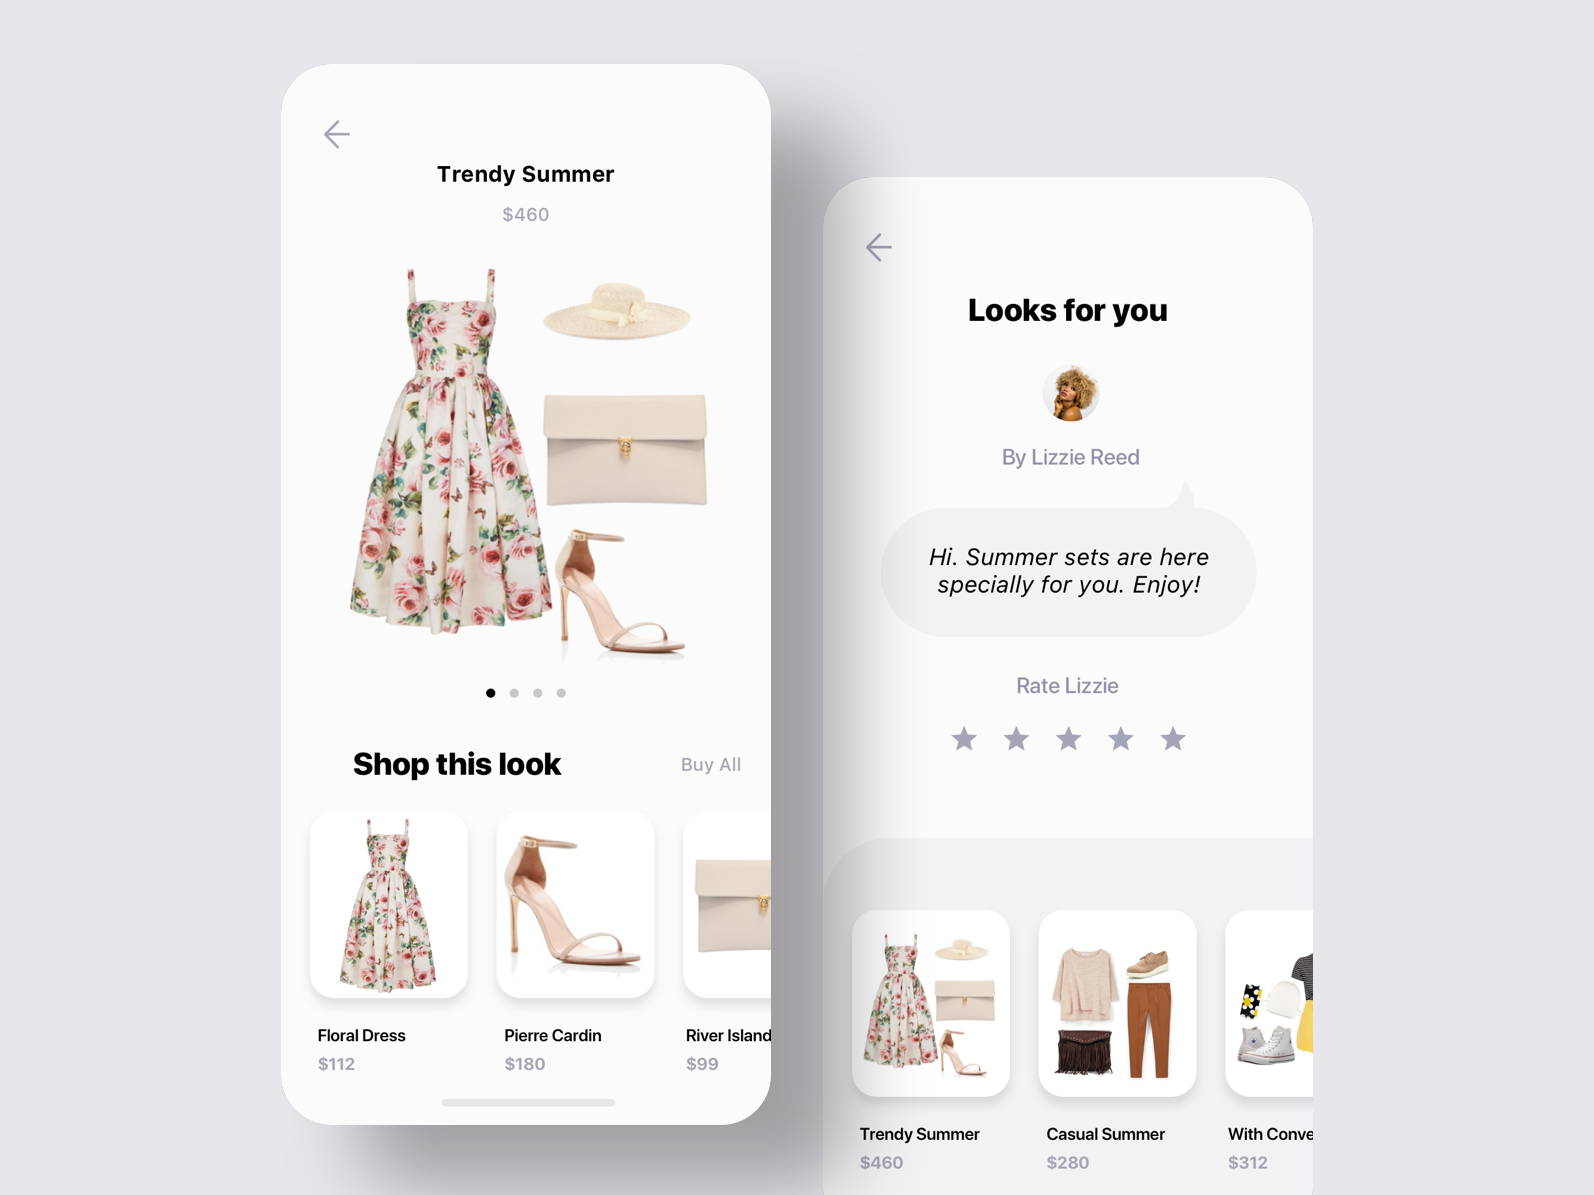 Trendy Summer
$460
Shop this look
Buy All
Floral Dress
$112
Pierre Cardin
$180
River Island
$99
Looks for you
By Lizzie Reed
Hi. Summer sets are here
specially for you. Enjoy!
Rate Lizzie
Trendy Summer
$460
Casual Summer
$280
With Conve
$312